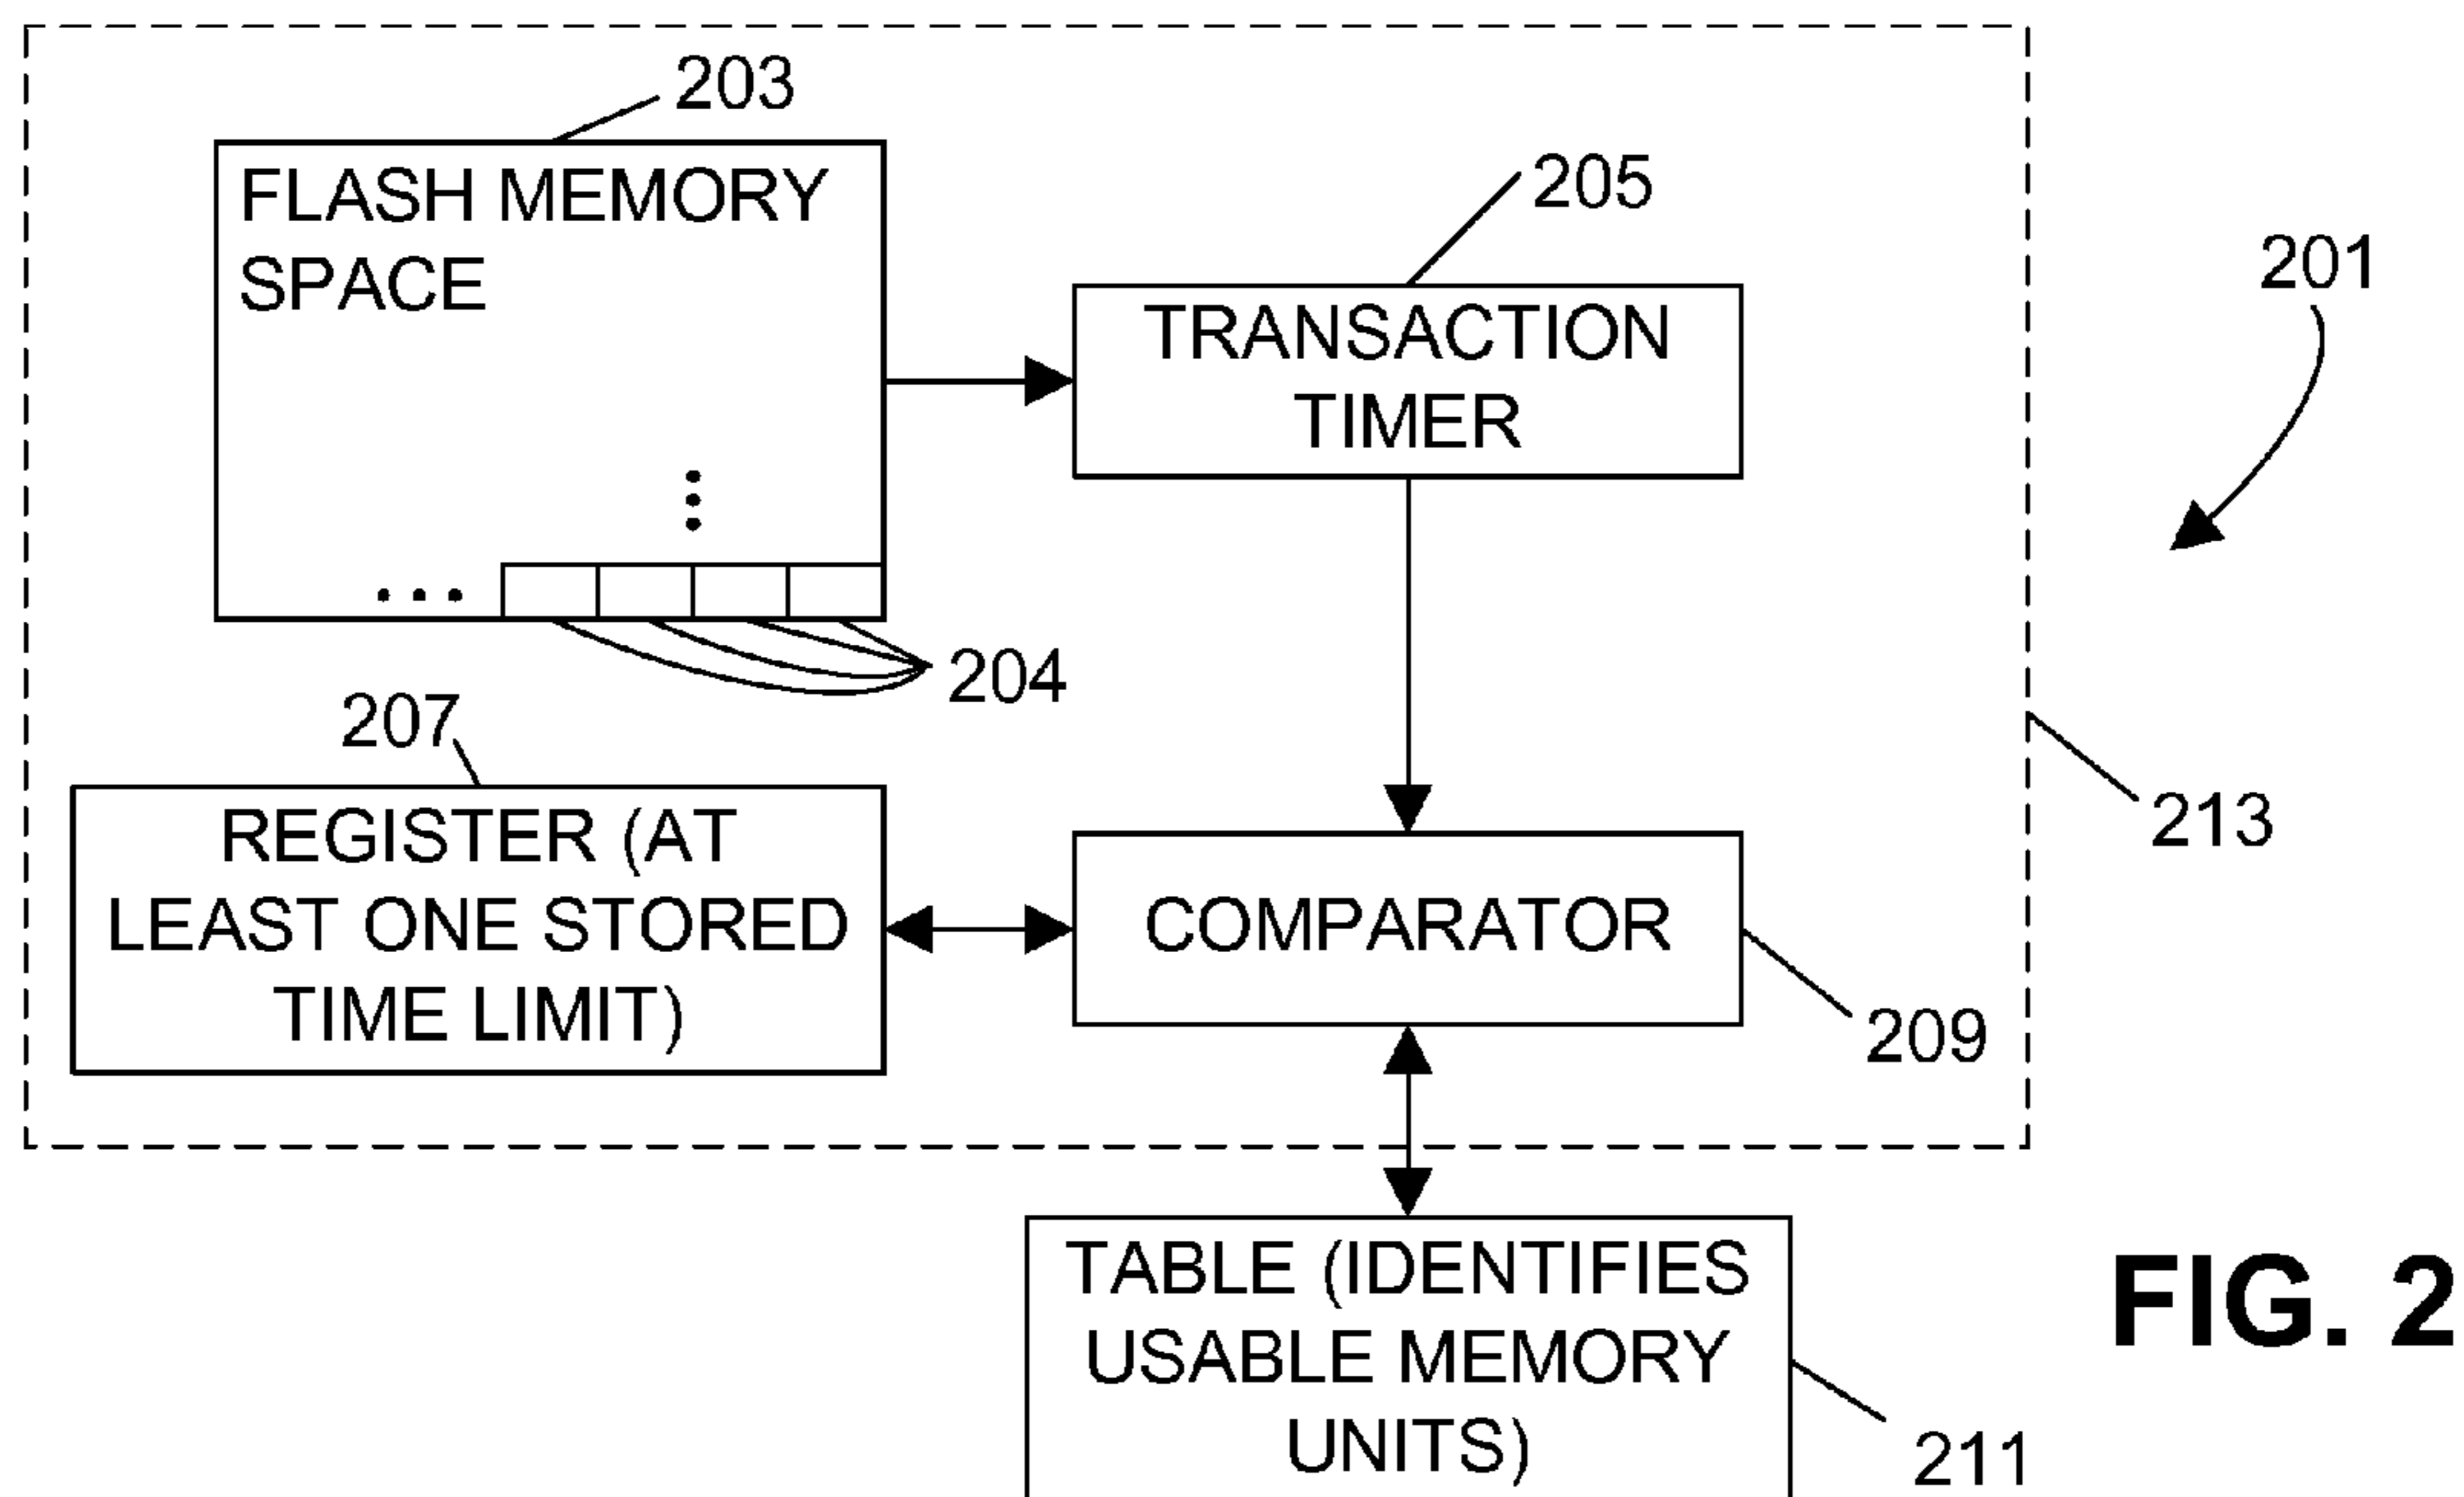 203
FLASH MEMORY
SPACE
205
TRANSACTION
TIMER
201
204
207
REGISTER (AT
LEAST ONE STORED
TIME LIMIT)
COMPARATOR
213
209
TABLE (IDENTIFIES
USABLE MEMORY
UNITS)
211
FIG. 2